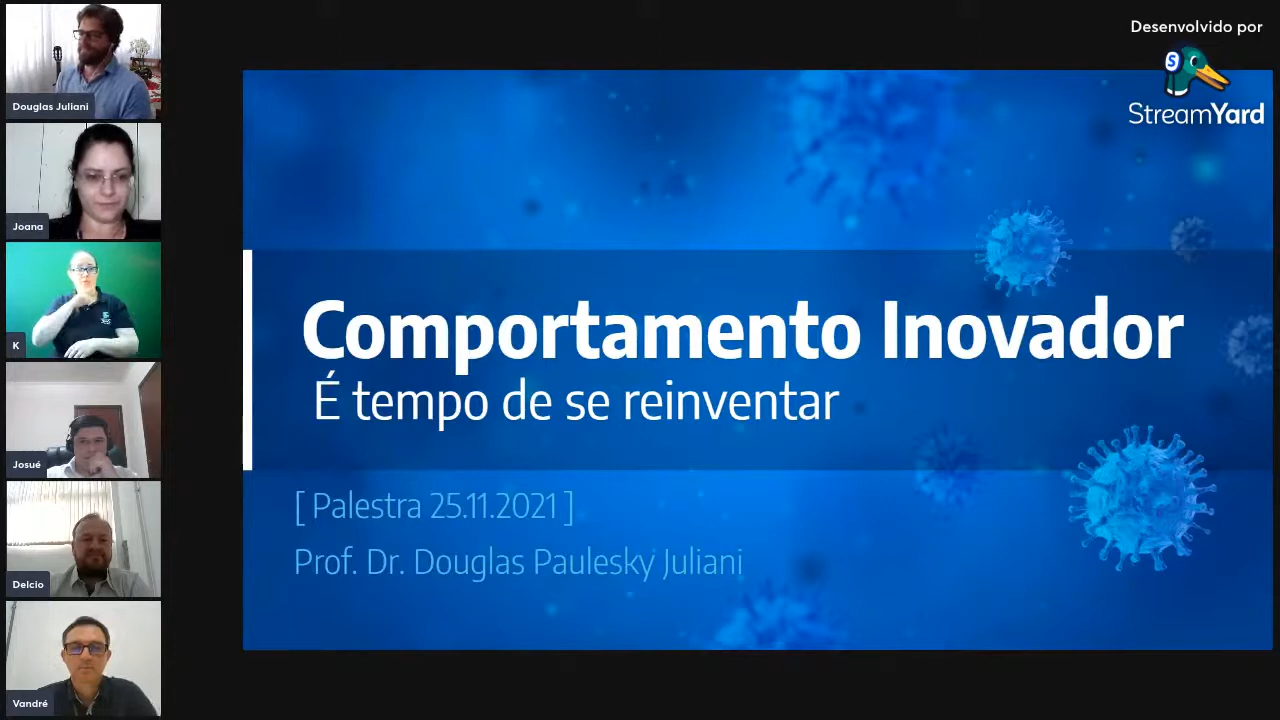 Desenvolvido por
StreamYard
Douglas Juliani
Joana
K
Josué
Delcio
Vandré
Comportamento Inovador
É tempo de se reinventar
[ Palestra 25.11.2021 ]
Prof. Dr. Douglas Paulesky Juliani